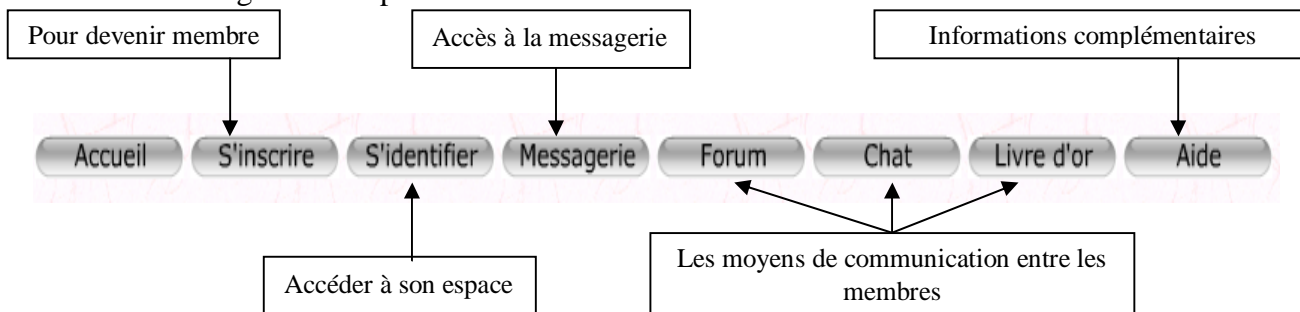 Pour devenir membre
Accès à la messagerie
Informations complémentaires
Accueil
S'inscrire
S'identifier
Messagerie
Forum
Chat
Livre d'or
Aide
Accéder à son espace
Les moyens de communication entre les
membres